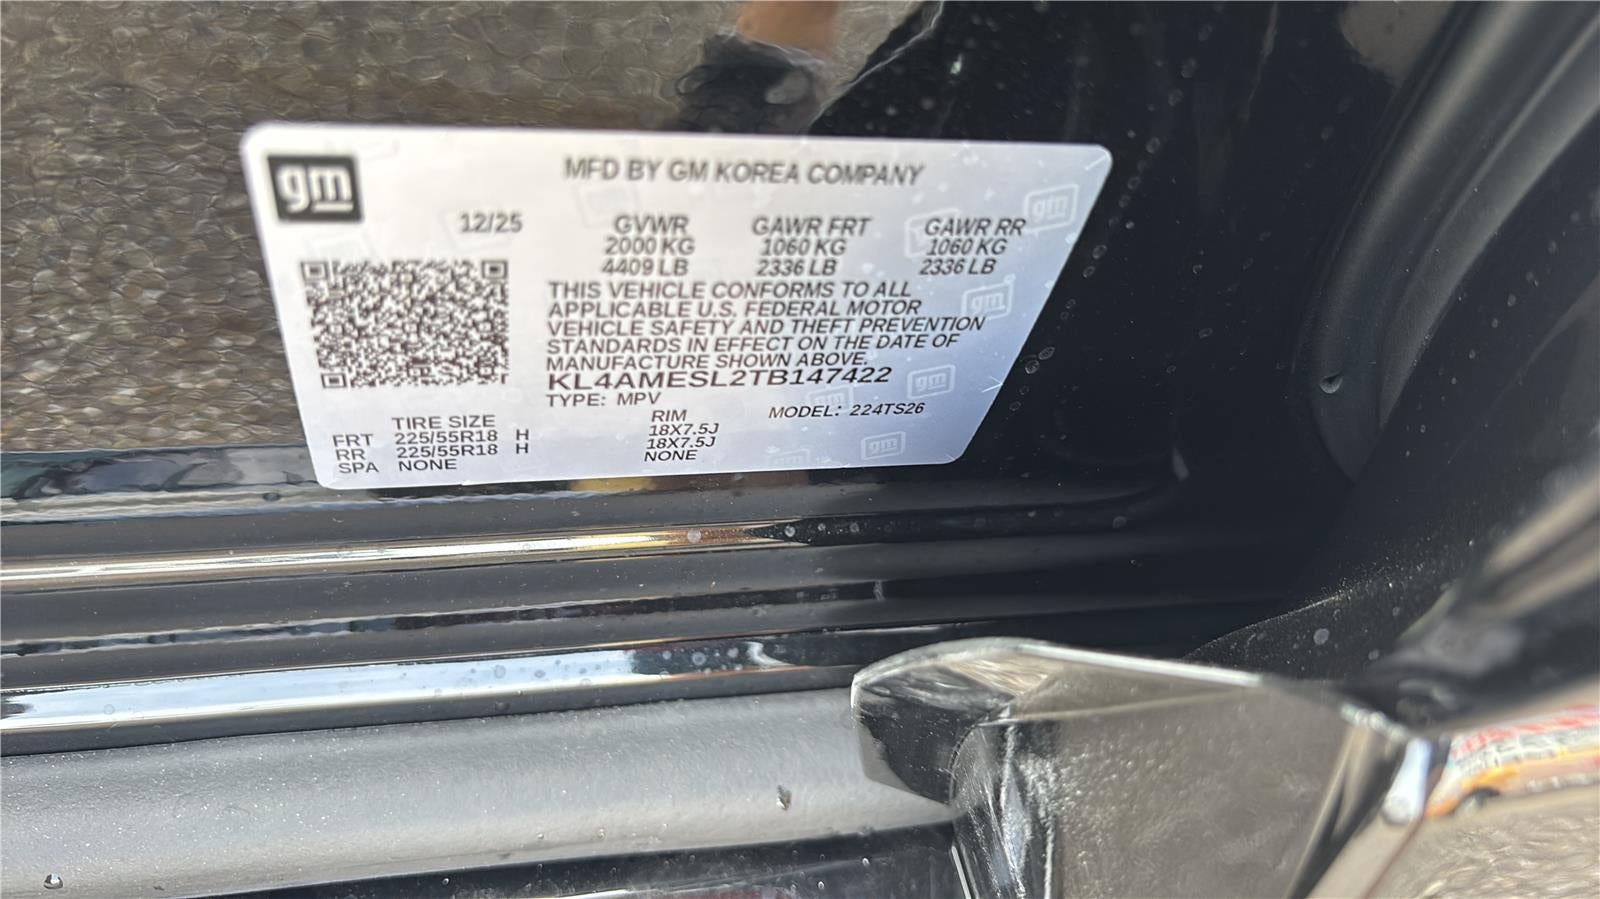 gm
MFD BY GM KOREA COMPANY
12/25
GVWR GAWR FRT GAWR RR
2000 KG 1060 KG 1060 KG
4409 LB 2336 LB 2336 LB
THIS VEHICLE CONFORMS TO ALL
APPLICABLE U.S. FEDERAL MOTOR
VEHICLE SAFETY AND THEFT PREVENTION
STANDARDS IN EFFECT ON THE DATE OF
MANUFACTURE SHOWN ABOVE.
KL4AMESL2TB147422
TYPE: MPV MODEL: 224TS26
TIRE SIZE RIM
FRT 225/55R18 H 18X7.5J
RR 225/55R18 H 18X7.5J
SPA NONE NONE